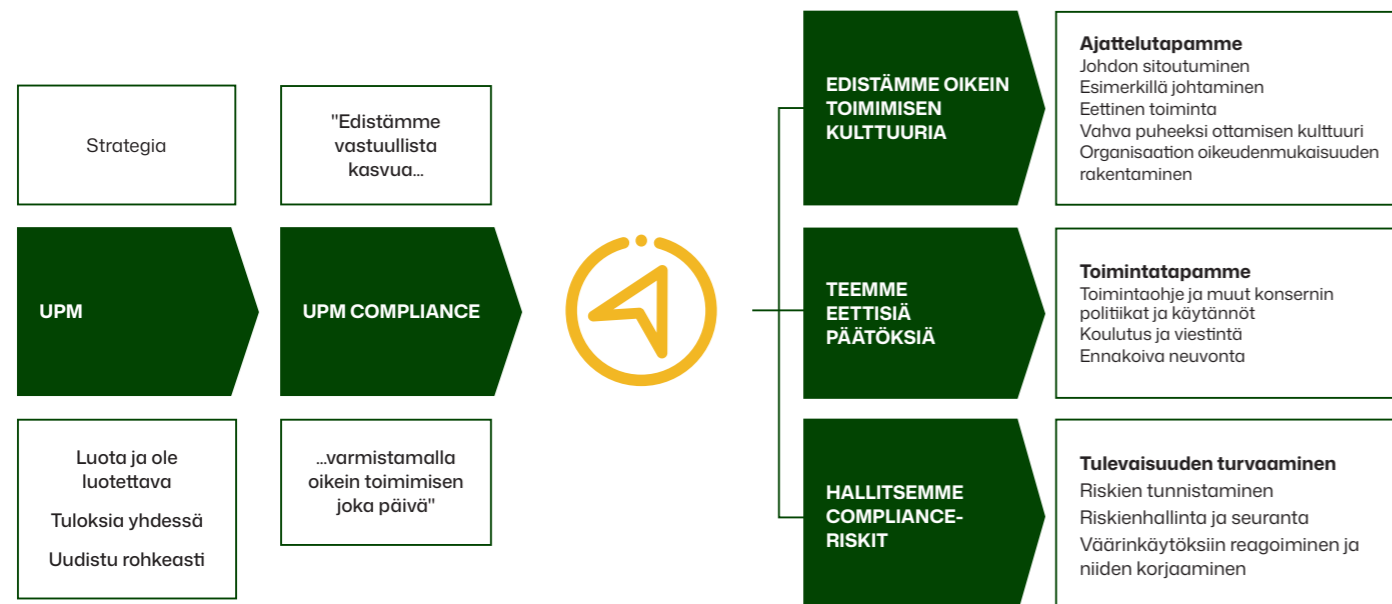 Strategia
UPM
Luota ja ole
luotettava
Tuloksia yhdessä
Uudistu rohkeasti
"Edistämme
vastuullista
kasvua...
UPM COMPLIANCE
...varmistamalla
oikein toimimisen
joka päivä"
EDISTÄMME OIKEIN
TOIMIMISEN
KULTTUURIA
Ajattelutapamme
Johdon sitoutuminen
Esimerkillä johtaminen
Eettinen toiminta
Vahva puheeksi ottamisen kulttuuri
Organisaation oikeudenmukaisuuden
rakentaminen
TEEMME
EETTISIÄ
PÄÄTÖKSIÄ
Toimintatapamme
Toimintaohje ja muut konsernin
politiikat ja käytännöt
Koulutus ja viestintä
Ennakoiva neuvonta
HALLITSEMME
COMPLIANCE-
RISKIT
Tulevaisuuden turvaaminen
Riskien tunnistaminen
Riskienhallinta ja seuranta
Väärinkäytöksiin reagoiminen ja
niiden korjaaminen